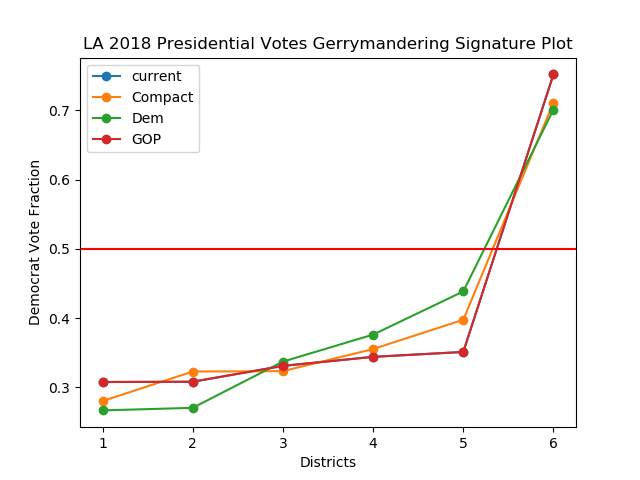 LA 2018 Presidential Votes Gerrymandering Signature Plot
current
Compact
Dem
GOP
0.7
0.6
0.5
0.4
0.3
Democrat Vote Fraction
1 2 3 4 5 6
Districts